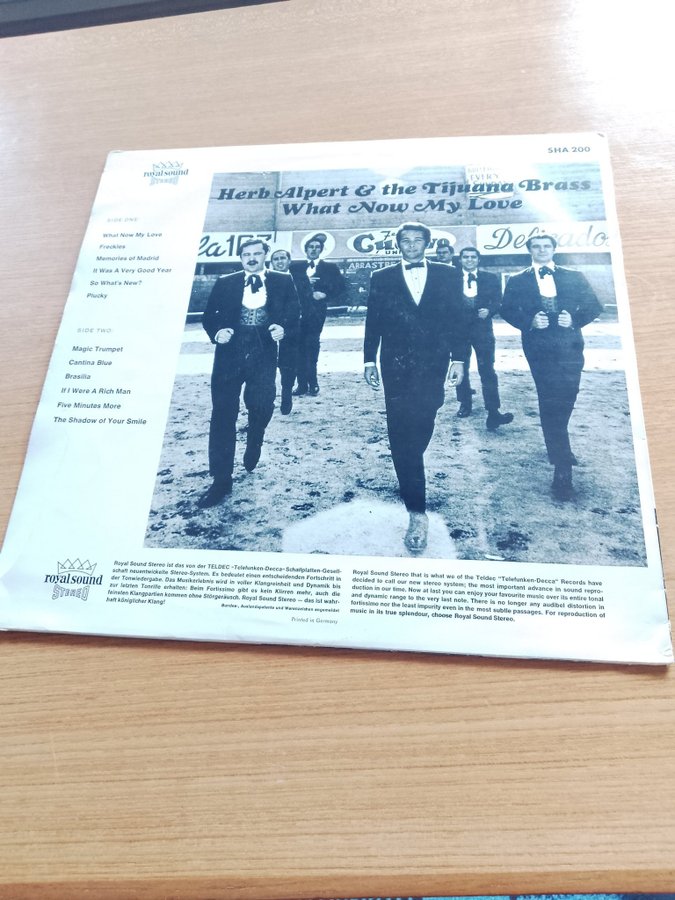 SHA 200
royal sound
STEREO
Herb Alpert & the Tijuana Brass
What Now My Love
SIDE ONE
What Now My Love
Freckles
Memories of Madrid
It Was A Very Good Year
So What's New?
Plucky
SIDE TWO:
Magic Trumpet
Cantina Blue
Brasilia
If I Were A Rich Man
Five Minutes More
The Shadow of Your Smile
la 103
Delicados
ARRASTRE
royal sound
STEREO
Royal Sound Stereo ist das von der TELDEC »Telefunken-Decca« Schallplatten-Gesell-
schaft neuentwickelte Stereo-System. Es bedeutet einen entscheidenden Fortschritt in
der Tonwiedergabe. Das Musikerlebnis wird in voller Klangreinheit und Dynamik bis
zur letzten Tonrille erhalten: Beim Fortissimo gibt es kein Klirren mehr, auch die
feinsten Klangpartien kommen ohne Störgeräusch. Royal Sound Stereo — das ist wahr-
haft königlicher Klang!
Bundes-, Auslandspatente und Warenzeichen angemeldet
Printed in Germany
Royal Sound Stereo that is what we of the Teldec "Telefunken-Decca" Records have
decided to call our new stereo system; the most important advance in sound repro-
duction in our time. Now at last you can enjoy your favourite music over its entire tonal
and dynamic range to the very last note. There is no longer any audibel distortion in
fortissimo nor the least impurity even in the most subtle passages. For reproduction of
music in its true splendour, choose Royal Sound Stereo.